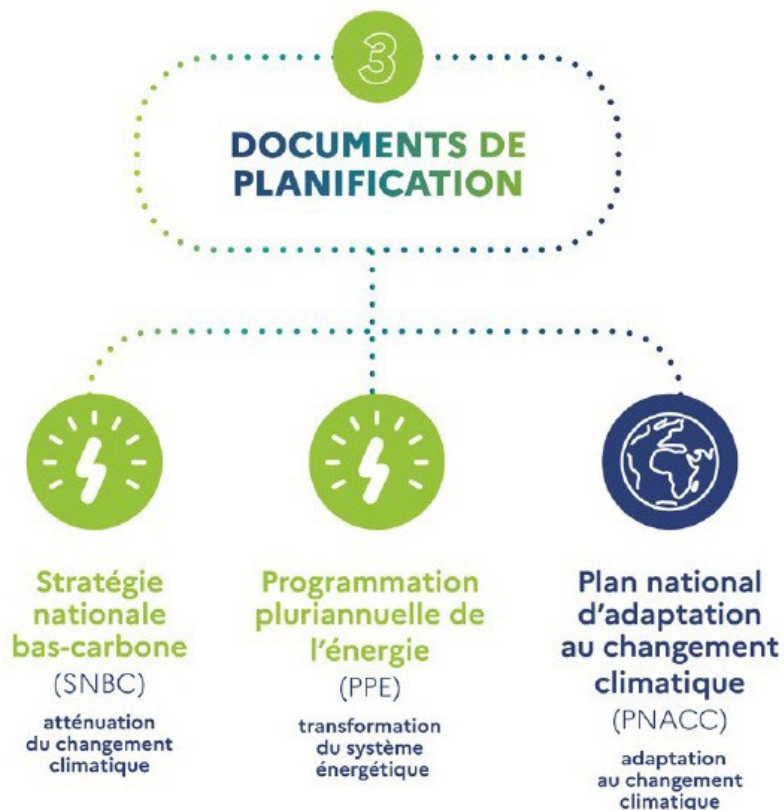 3
DOCUMENTS DE
PLANIFICATION
Stratégie
nationale
bas-carbone
(SNBC)
atténuation
du changement
climatique
Programmation
pluriannuelle de
l'énergie
(PPE)
transformation
du système
énergétique
Plan national
d'adaptation
au changement
climatique
(PNACC)
adaptation
au changement
climatique